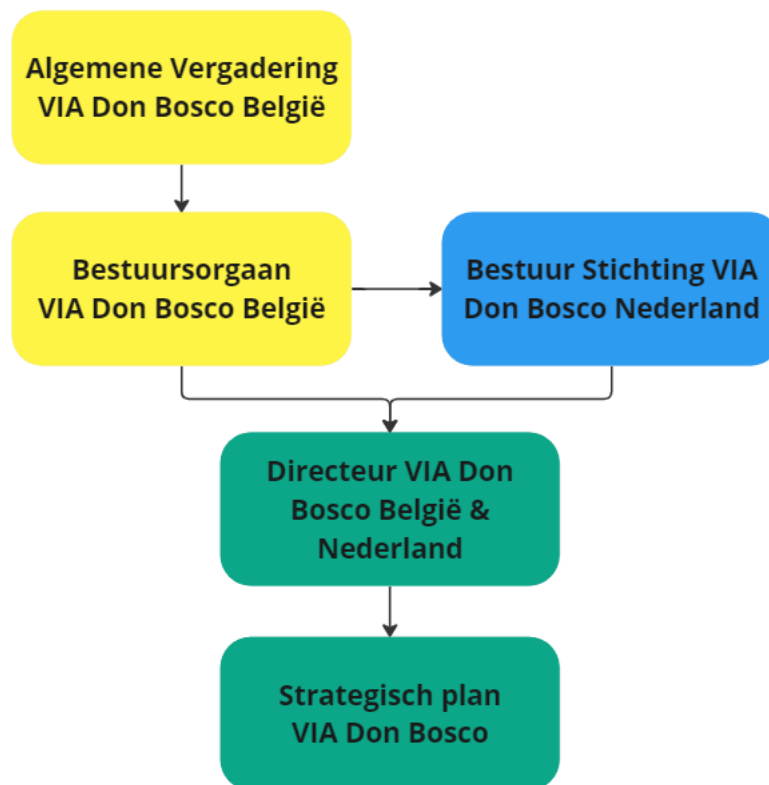 Algemene Vergadering
VIA Don Bosco België
Bestuursorgaan
VIA Don Bosco België
Bestuur Stichting VIA
Don Bosco Nederland
Directeur VIA Don
Bosco België &
Nederland
Strategisch plan
VIA Don Bosco